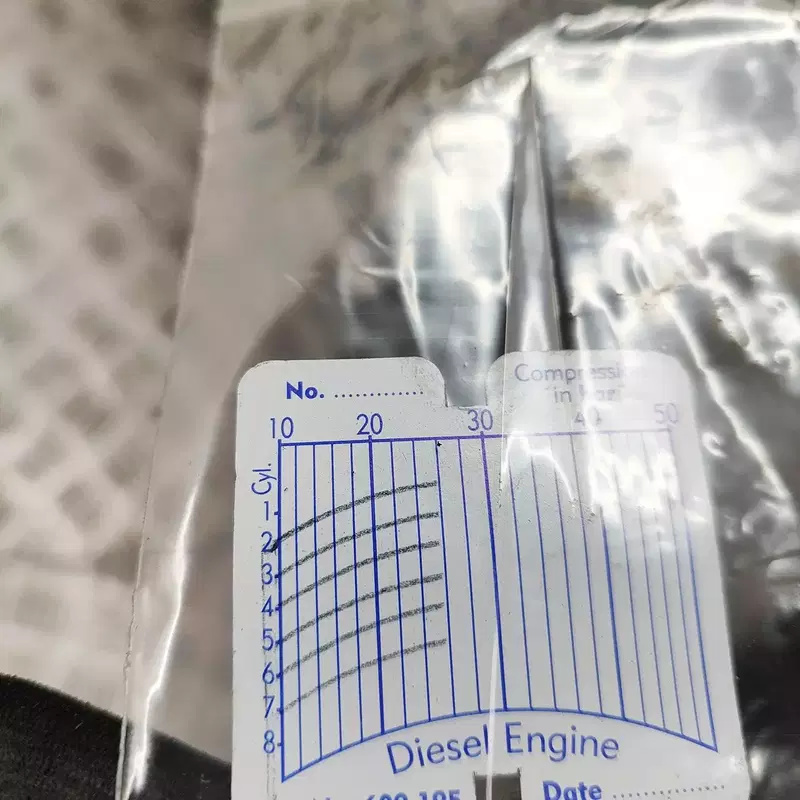 No. ..............
Compressi
in
10 20 30 40 50
Cyl.
1
2
3
4
5
6
7
8
Diesel Engine
Date ................